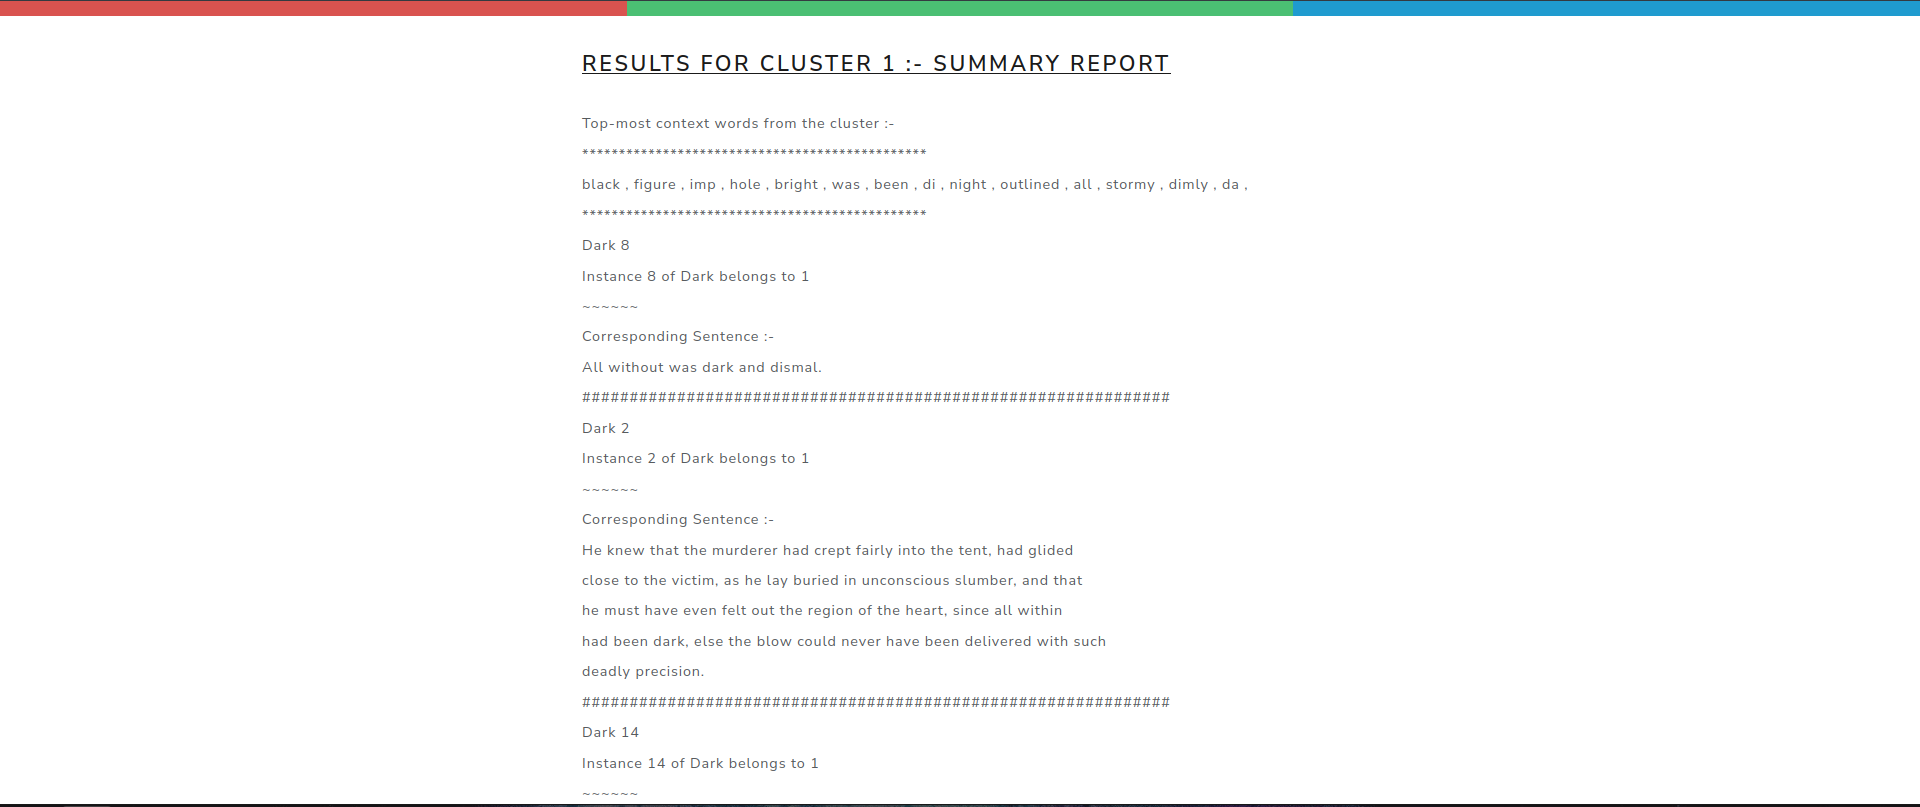 RESULTS FOR CLUSTER 1 :- SUMMARY REPORT
Top-most context words from the cluster :-
***********************************************
black , figure , imp , hole , bright , was , been , di , night , outlined , all , stormy , dimly , da ,
***********************************************
Dark 8
Instance 8 of Dark belongs to 1
~~~~~~
Corresponding Sentence :-
All without was dark and dismal.
##############################################################
Dark 2
Instance 2 of Dark belongs to 1
~~~~~~
Corresponding Sentence :-
He knew that the murderer had crept fairly into the tent, had glided
close to the victim, as he lay buried in unconscious slumber, and that
he must have even felt out the region of the heart, since all within
had been dark, else the blow could never have been delivered with such
deadly precision.
##############################################################
Dark 14
Instance 14 of Dark belongs to 1
~~~~~~